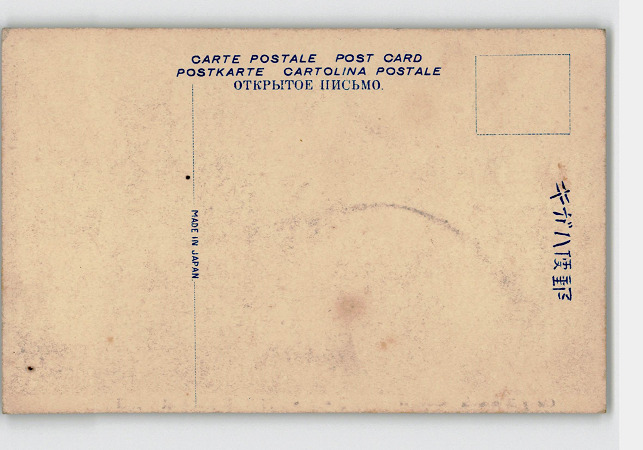 CARTE POSTALE POST CARD
POSTKARTE CARTOLINA POSTALE
ОТКРЫТОЕ ПИСЬМО.
MADE IN JAPAN.
郵便ハガキ